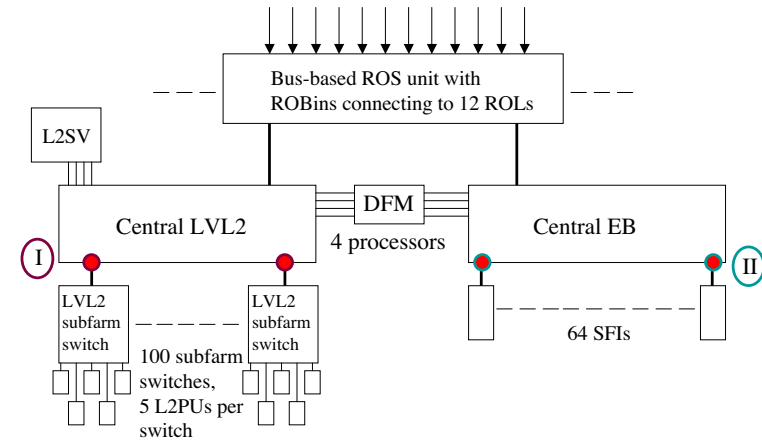 Bus-based ROS unit with
ROBins connecting to 12 ROLs
L2SV
Central LVL2
DFM
4 processors
Central EB
I
II
LVL2
subfarm
switch
LVL2
subfarm
switch
100 subfarm
switches,
5 L2PUs per
switch
64 SFIs